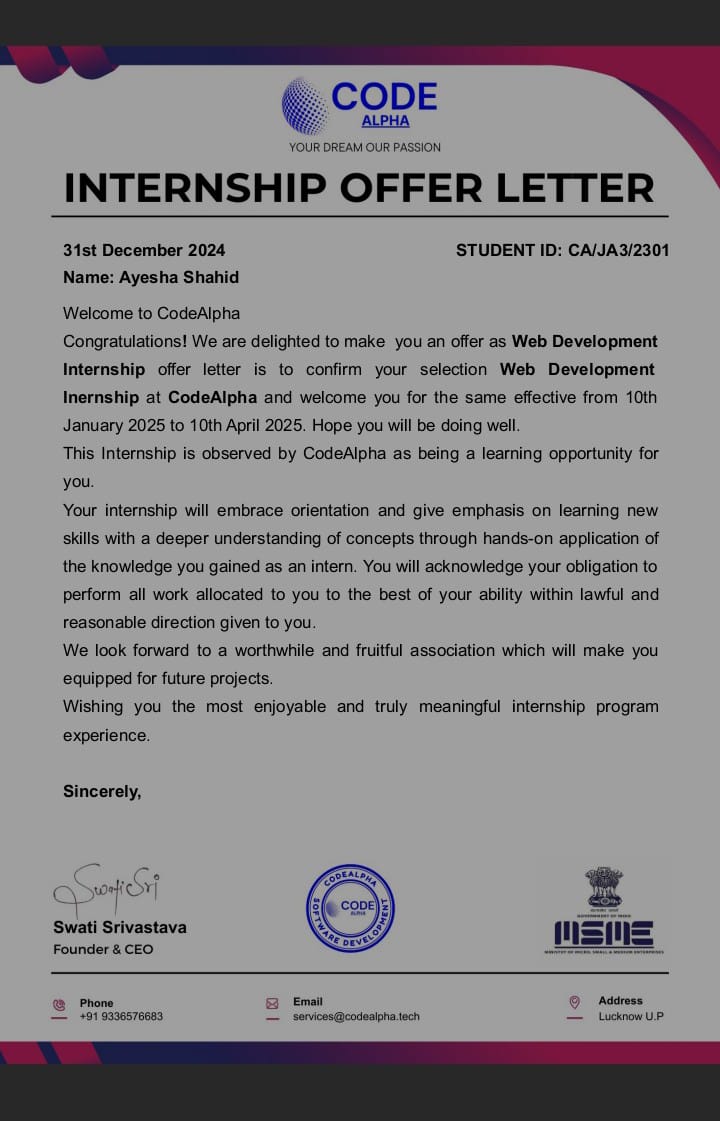 CODE
ALPHA
YOUR DREAM OUR PASSION
INTERNSHIP OFFER LETTER
31st December 2024 STUDENT ID: CA/JA3/2301
Name: Ayesha Shahid
Welcome to CodeAlpha
Congratulations! We are delighted to make you an offer as Web Development
Internship offer letter is to confirm your selection Web Development
Inernship at CodeAlpha and welcome you for the same effective from 10th
January 2025 to 10th April 2025. Hope you will be doing well.
This Internship is observed by CodeAlpha as being a learning opportunity for
you.
Your internship will embrace orientation and give emphasis on learning new
skills with a deeper understanding of concepts through hands-on application of
the knowledge you gained as an intern. You will acknowledge your obligation to
perform all work allocated to you to the best of your ability within lawful and
reasonable direction given to you.
We look forward to a worthwhile and fruitful association which will make you
equipped for future projects.
Wishing you the most enjoyable and truly meaningful internship program
experience.
Sincerely,
Swati Sri
Swati Srivastava
Founder & CEO
CODEALPHA
CODE
ALPHA
SOFTWARE DEVELOPMENT
GOVERNMENT OF INDIA
MSME
MINISTRY OF MICRO, SMALL & MEDIUM ENTERPRISES
Phone
+91 9336576683
Email
services@codealpha.tech
Address
Lucknow U.P